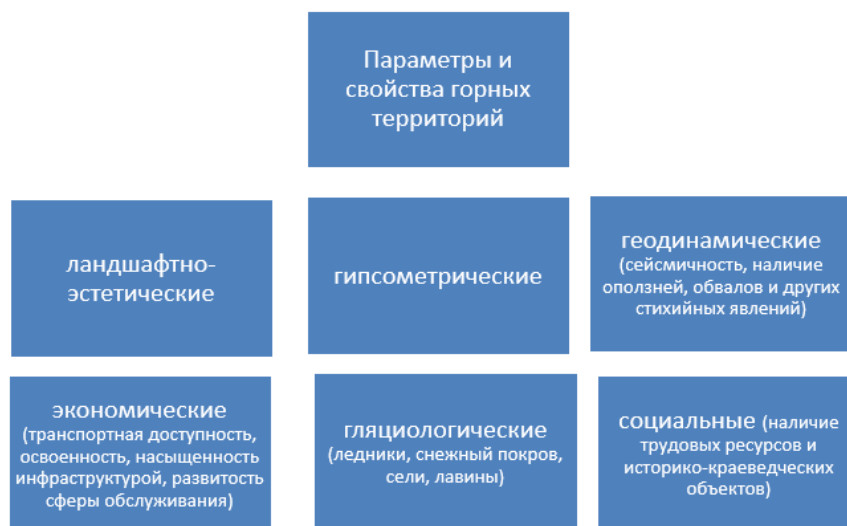 Параметры и
свойства горных
территорий
ландшафтно-
эстетические
гипсометрические
геодинамические
(сейсмичность, наличие
оползней, обвалов и других
стихийных явлений)
экономические
(транспортная доступность,
освоенность, насыщенность
инфраструктурой, развитость
сферы обслуживания)
гляциологические
(ледники, снежный покров,
сели, лавины)
социальные (наличие
трудовых ресурсов и
историко-краеведческих
объектов)